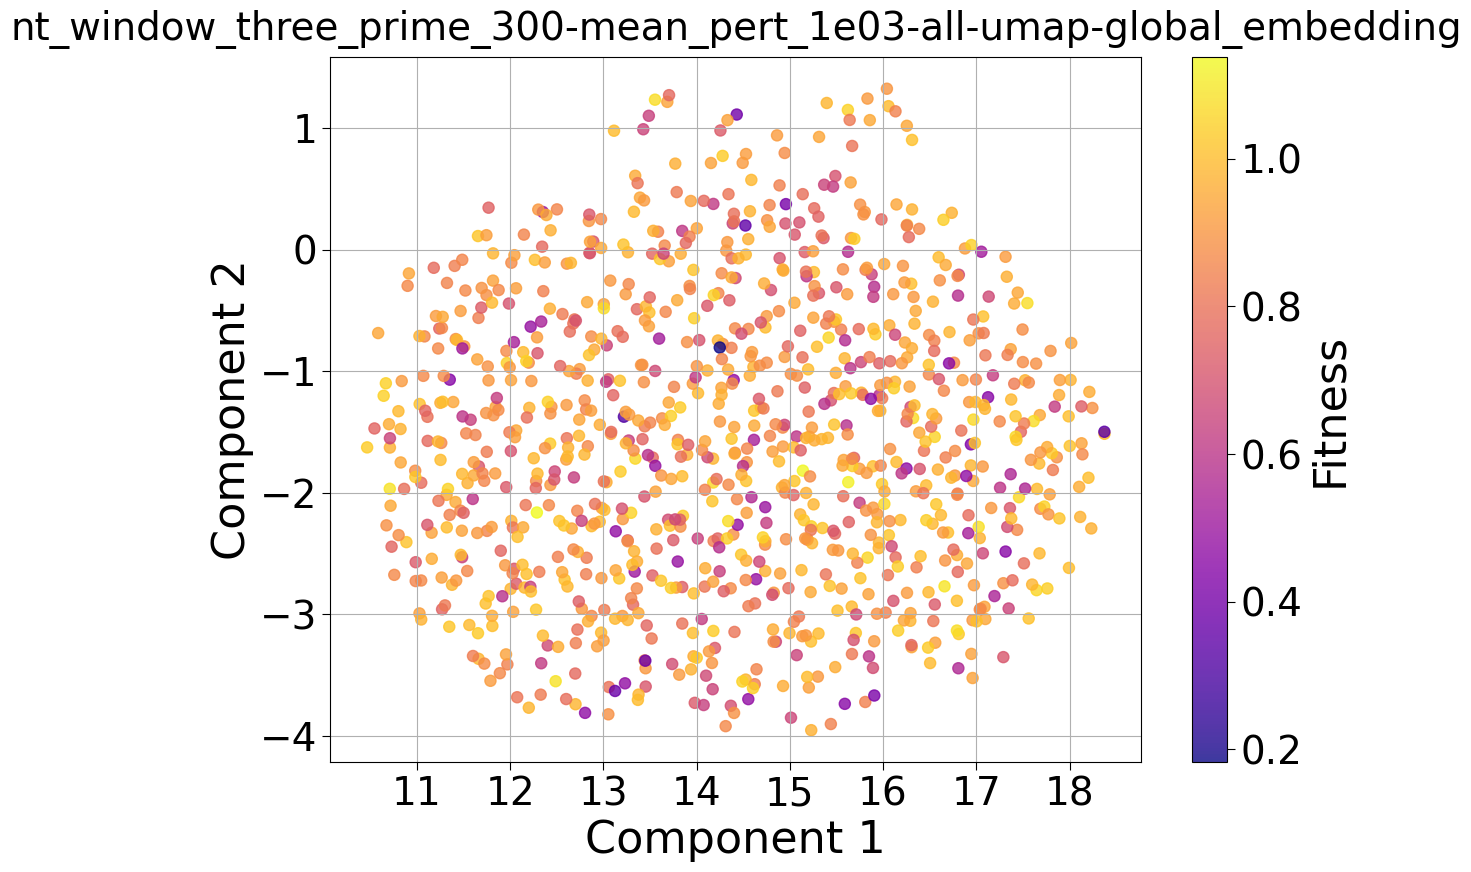 nt_window_three_prime_300-mean_pert_1e03-all-umap-global_embedding
1
0
−1
−2
−3
−4
Component 2
11 12 13 14 15 16 17 18
Component 1
1.0
0.8
0.6
0.4
0.2
Fitness